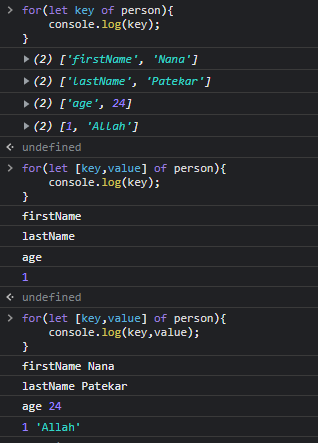 > for(let key of person){
    console.log(key);
}
▶ (2) ['firstName', 'Nana']
▶ (2) ['lastName', 'Patekar']
▶ (2) ['age', 24]
▶ (2) [1, 'Allah']
<· undefined
> for(let [key,value] of person){
    console.log(key);
}
firstName
lastName
age
1
<· undefined
> for(let [key,value] of person){
    console.log(key,value);
}
firstName Nana
lastName Patekar
age 24
1 'Allah'